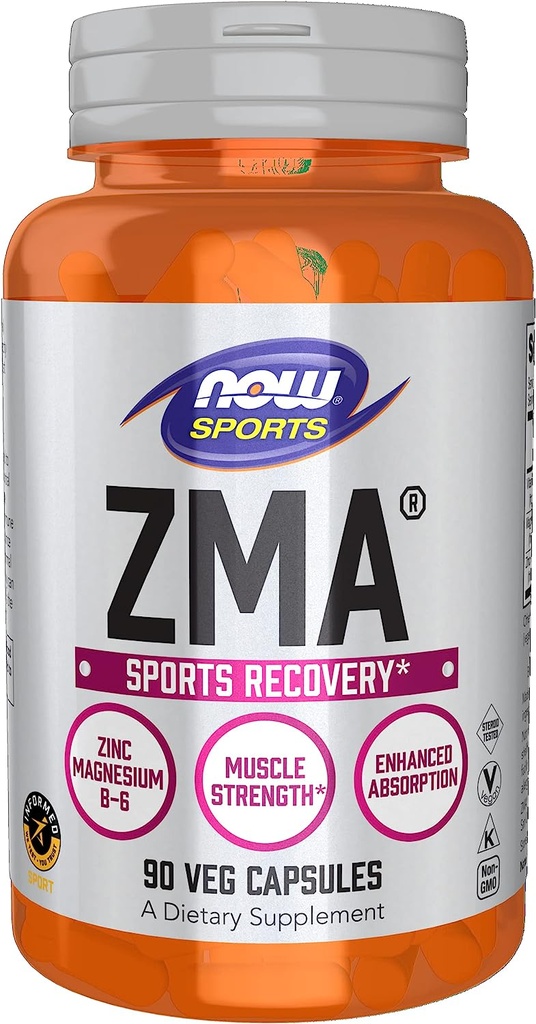 NOW®
SPORTS
ZMA®
SPORTS RECOVERY*
ZINC
MAGNESIUM
B-6
MUSCLE
STRENGTH*
ENHANCED
ABSORPTION
STEROID
TESTED
V
Vegan
K
Non-
GMO
INFORMED
SPORT
90 VEG CAPSULES
A Dietary Supplement